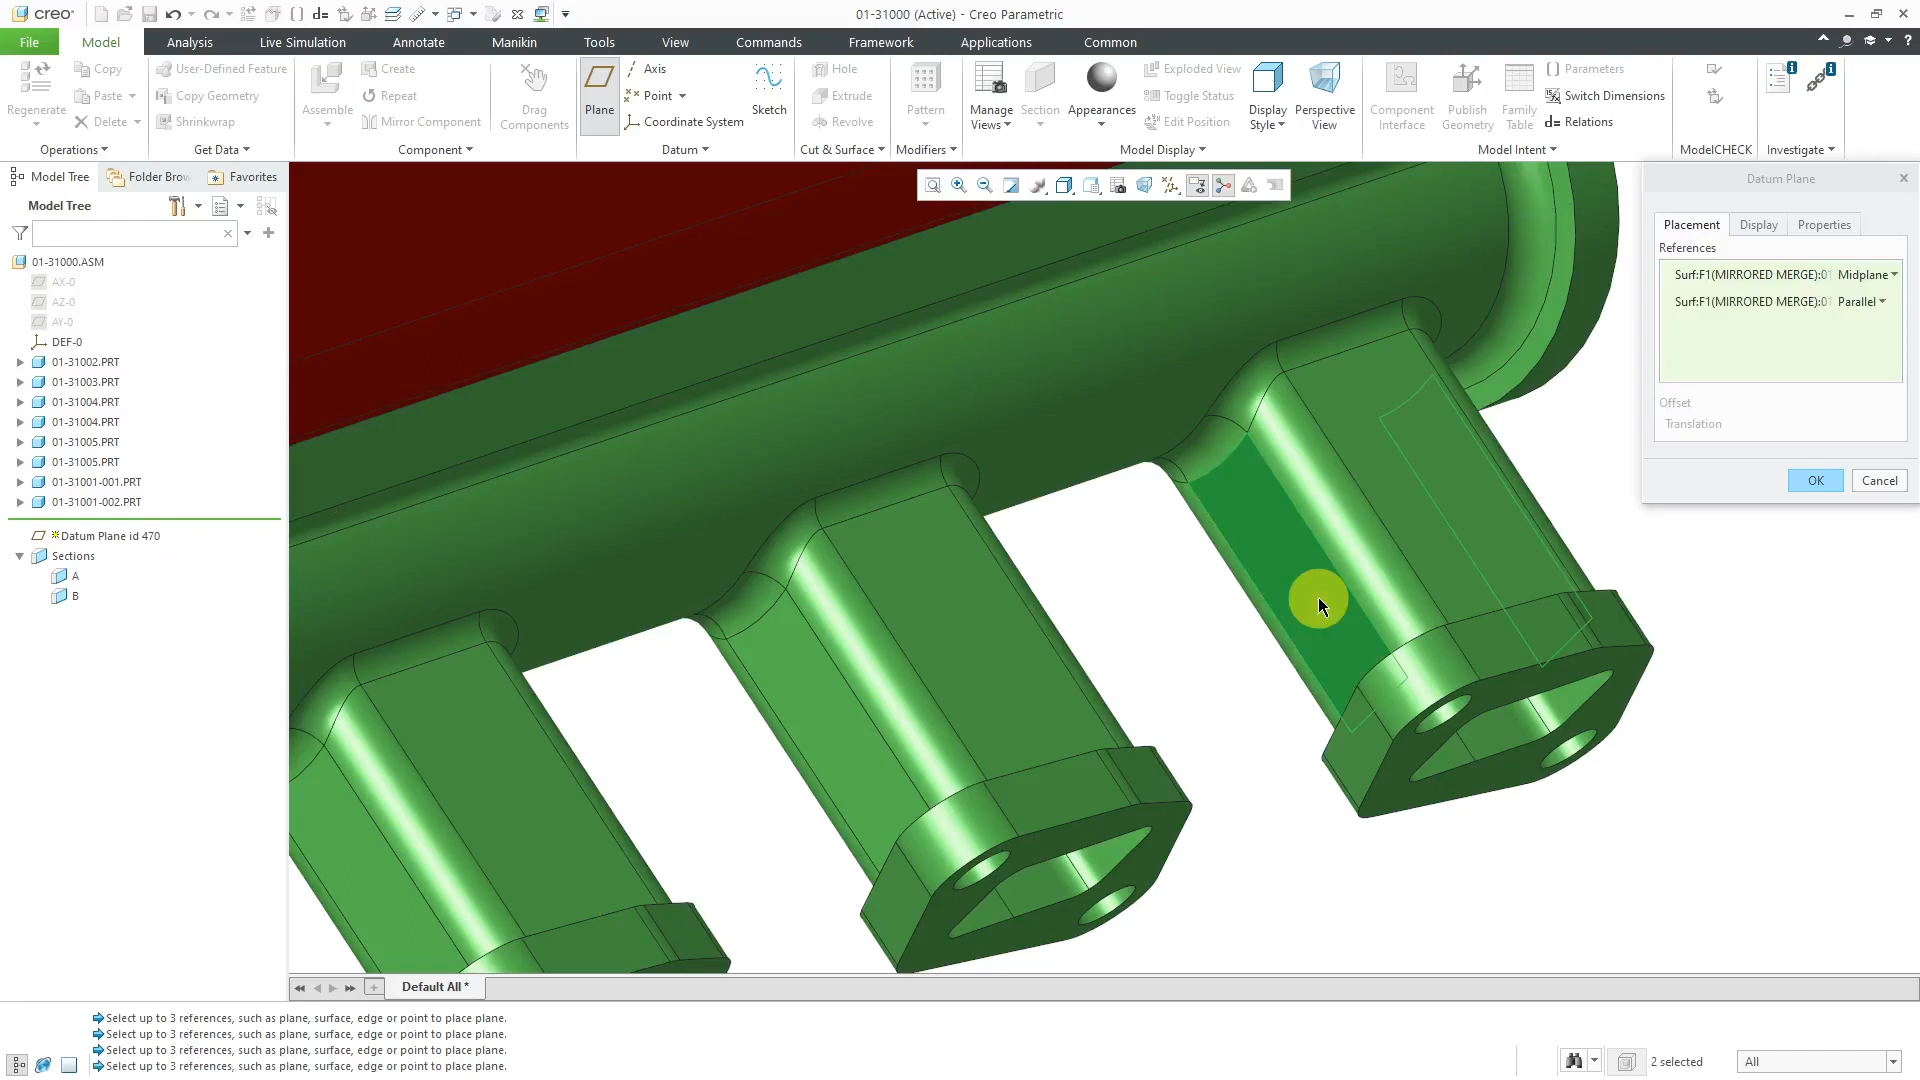 creo
01-31000 (Active) - Creo Parametric
File Model Analysis Live Simulation Annotate Manikin Tools View Commands Framework Applications Common
Regenerate
Copy
Paste
Delete
Operations
User-Defined Feature
Copy Geometry
Shrinkwrap
Get Data
Assemble
Create
Repeat
Mirror Component
Drag Components
Component
Plane
Axis
Point
Coordinate System
Sketch
Datum
Hole
Extrude
Revolve
Cut & Surface
Pattern
Modifiers
Manage Views
Section
Appearances
Exploded View
Toggle Status
Edit Position
Display Style
Perspective View
Model Display
Component Interface
Publish Geometry
Family Table
Parameters
Switch Dimensions
d= Relations
Model Intent
ModelCHECK
Investigate
Model Tree Folder Brow Favorites
Model Tree
01-31000.ASM
AX-0
AZ-0
AY-0
DEF-0
01-31002.PRT
01-31003.PRT
01-31004.PRT
01-31004.PRT
01-31005.PRT
01-31005.PRT
01-31001-001.PRT
01-31001-002.PRT
Datum Plane id 470
Sections
A
B
Datum Plane
Placement Display Properties
References
Surf:F1(MIRRORED MERGE):01 Midplane
Surf:F1(MIRRORED MERGE):01 Parallel
Offset
Translation
OK Cancel
Default All *
Select up to 3 references, such as plane, surface, edge or point to place plane.
Select up to 3 references, such as plane, surface, edge or point to place plane.
Select up to 3 references, such as plane, surface, edge or point to place plane.
Select up to 3 references, such as plane, surface, edge or point to place plane.
2 selected
All